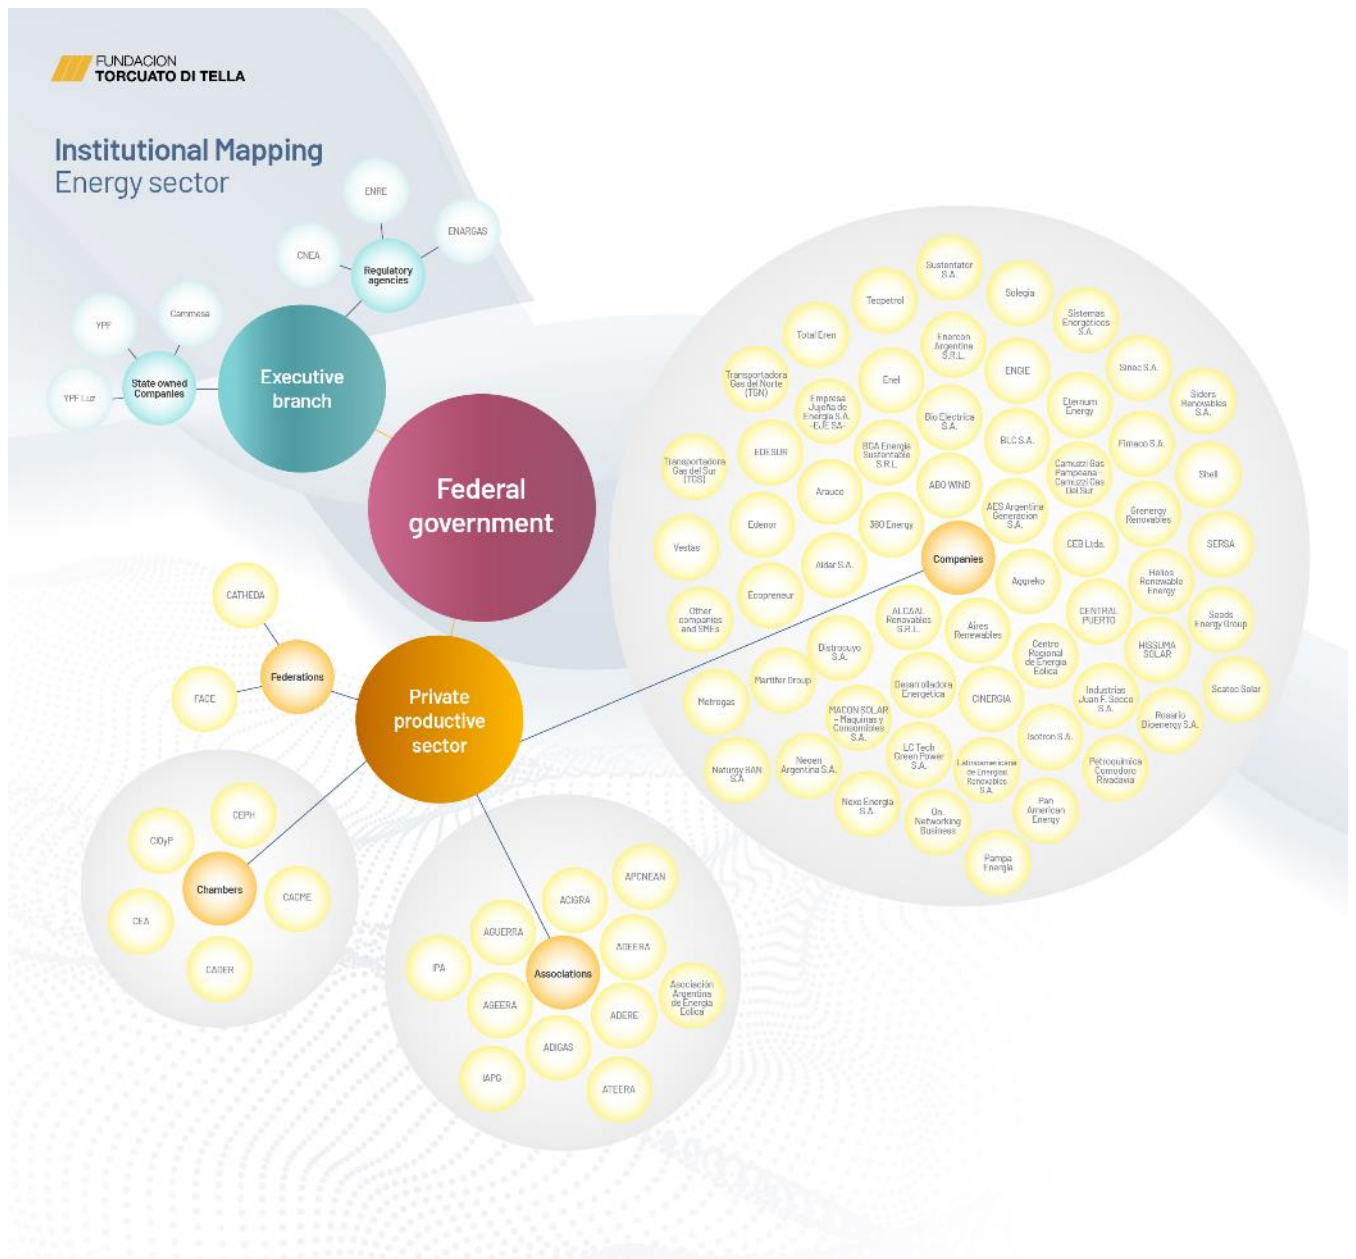 FUNDACION
TORCUATO DI TELLA
Institutional Mapping
Energy sector
ENRE
ENARGAS
CNEA
Regulatory
agencies
Cammesa
YPF
YPF Luz
State owned
Companies
Executive
branch
Federal
government
CATHEDA
FACE
Federations
Private
productive
sector
CEPH
CIOyP
Chambers
CACME
CEA
CADER
APCNEAN
ACIGRA
AGUERRA
ADEERA
IPA
Associations
Asociación
Argentina
de Energía
Eólica
AGEERA
ADERE
ADIGAS
IAPG
ATEERA
Sustentator
S.A.
Solegia
Tecpetrol
Sistemas
Energéticos
S.A.
Total Eren
Enercon
Argentina
S.R.L.
Sinec S.A.
Transportadora
Gas del Norte
(TGN)
Enel
ENGIE
Siders
Renovables
S.A.
Empresa
Jujeña de
Energía S.A.
-EJE SA-
Eternum
Energy
Bio Eléctrica
S.A.
BLC S.A.
Fimaco S.A.
EDESUR
BGA Energía
Sustentable
S.R.L
Transportadora
Gas del Sur
(TGS)
Camuzzi Gas
Pampeana -
Camuzzi Gas
Del Sur
Shell
Arauco
ABO WIND
AES Argentina
Generacion
S.A.
Grenergy
Renovables
Edenor
360 Energy
Vestas
CEB Ltda.
SERSA
Companies
Aldar S.A.
Aggreko
Helios
Renewable
Energy
Ecopreneur
Other
companies
and SMEs
ALCAAL
Renovables
S.R.L.
Aires
Renewables
CENTRAL
PUERTO
Seeds
Energy Group
Distrocuyo
S.A.
Centro
Regional
de Energía
Eólica
HISSUMA
SOLAR
Martifer Group
Desarrolladora
Energética
Metrogas
CINERGIA
Industrias
Juan F. Secco
S.A.
Scatec Solar
MACON SOLAR
- Maquinas y
Consumibles
S.A.
Rosario
Bioenergy S.A.
Isotron S.A.
LC Tech
Green Power
S.A.
Naturgy BAN
S.A
Neoen
Argentina S.A.
Latinoamericana
de Energías
Renovables
S.A.
Petroquímica
Comodoro
Rivadavia
Nexo Energía
S.A.
On.
Networking
Business
Pan
American
Energy
Pampa
Energía